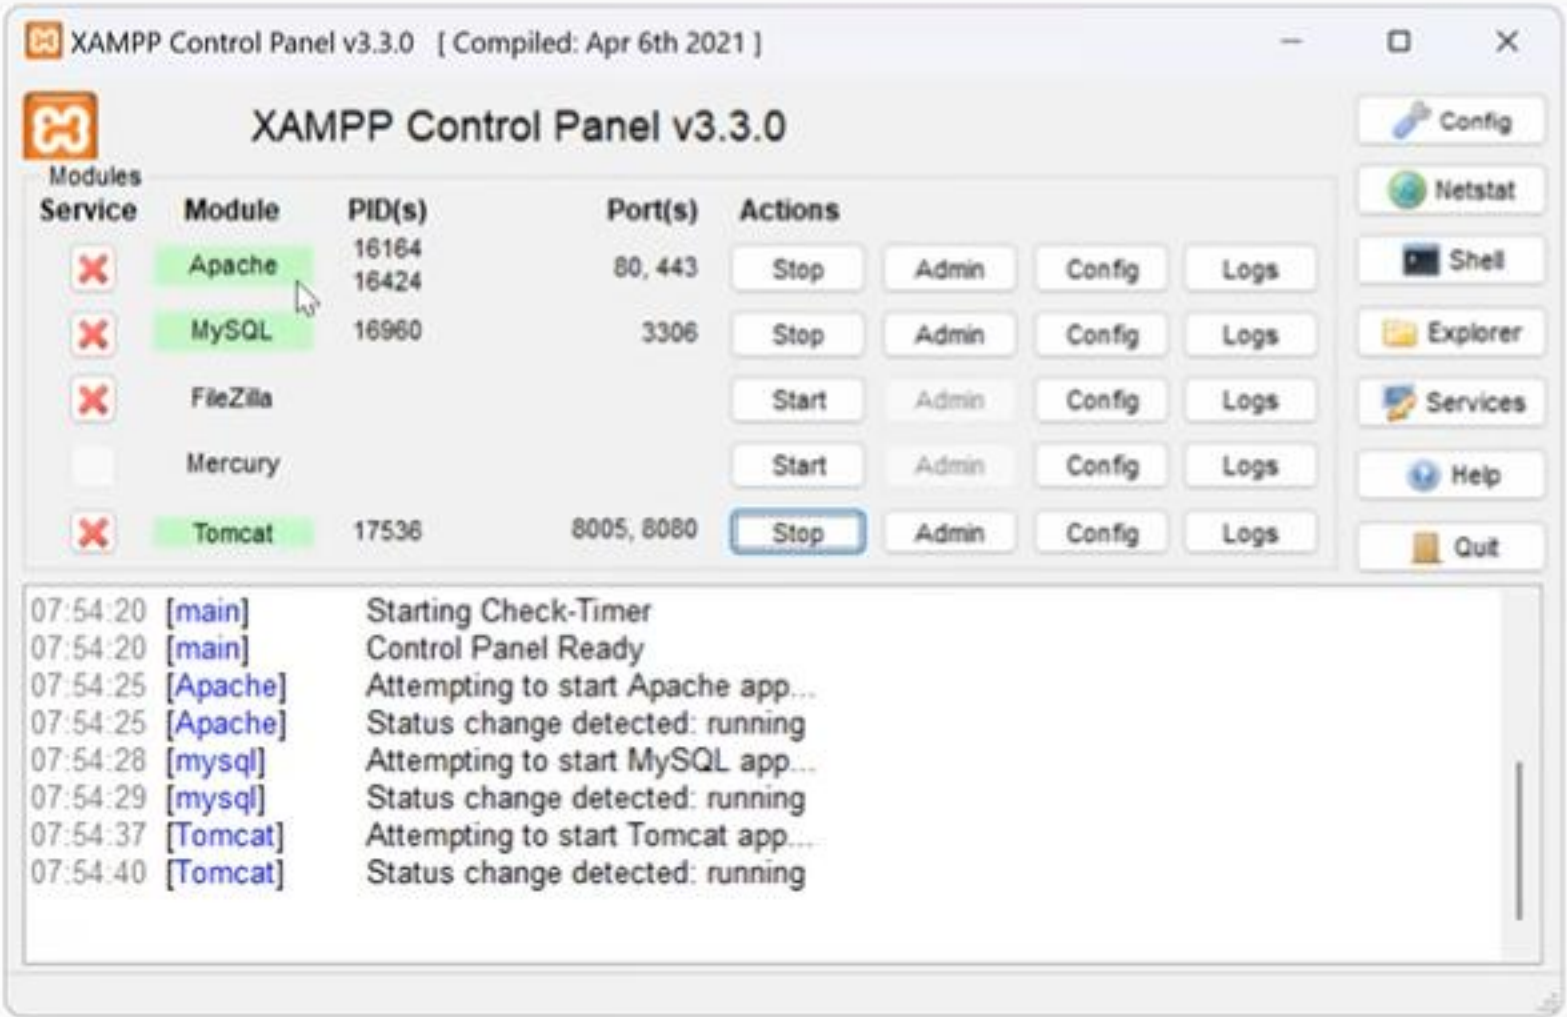 XAMPP Control Panel v3.3.0 [ Compiled: Apr 6th 2021 ]
XAMPP Control Panel v3.3.0
Config
Modules
Service Module PID(s) Port(s) Actions
Netstat
Apache 16164 16424 80, 443 Stop Admin Config Logs
Shell
MySQL 16960 3306 Stop Admin Config Logs
Explorer
FileZilla Start Admin Config Logs
Services
Mercury Start Admin Config Logs
Help
Tomcat 17536 8005, 8080 Stop Admin Config Logs
Quit
07:54:20 [main] Starting Check-Timer
07:54:20 [main] Control Panel Ready
07:54:25 [Apache] Attempting to start Apache app...
07:54:25 [Apache] Status change detected: running
07:54:28 [mysql] Attempting to start MySQL app...
07:54:29 [mysql] Status change detected: running
07:54:37 [Tomcat] Attempting to start Tomcat app...
07:54:40 [Tomcat] Status change detected: running